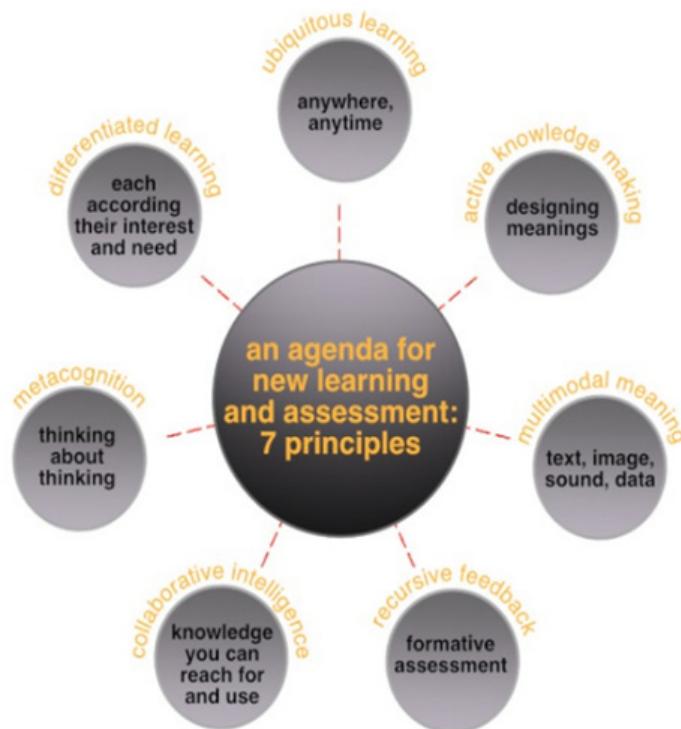 an agenda for
new learning
and assessment:
7 principles
ubiquitous learning
anywhere,
anytime
active knowledge making
designing
meanings
multimodal meaning
text, image,
sound, data
recursive feedback
formative
assessment
collaborative intelligence
knowledge
you can
reach for
and use
metacognition
thinking
about
thinking
differentiated learning
each
according
their interest
and need